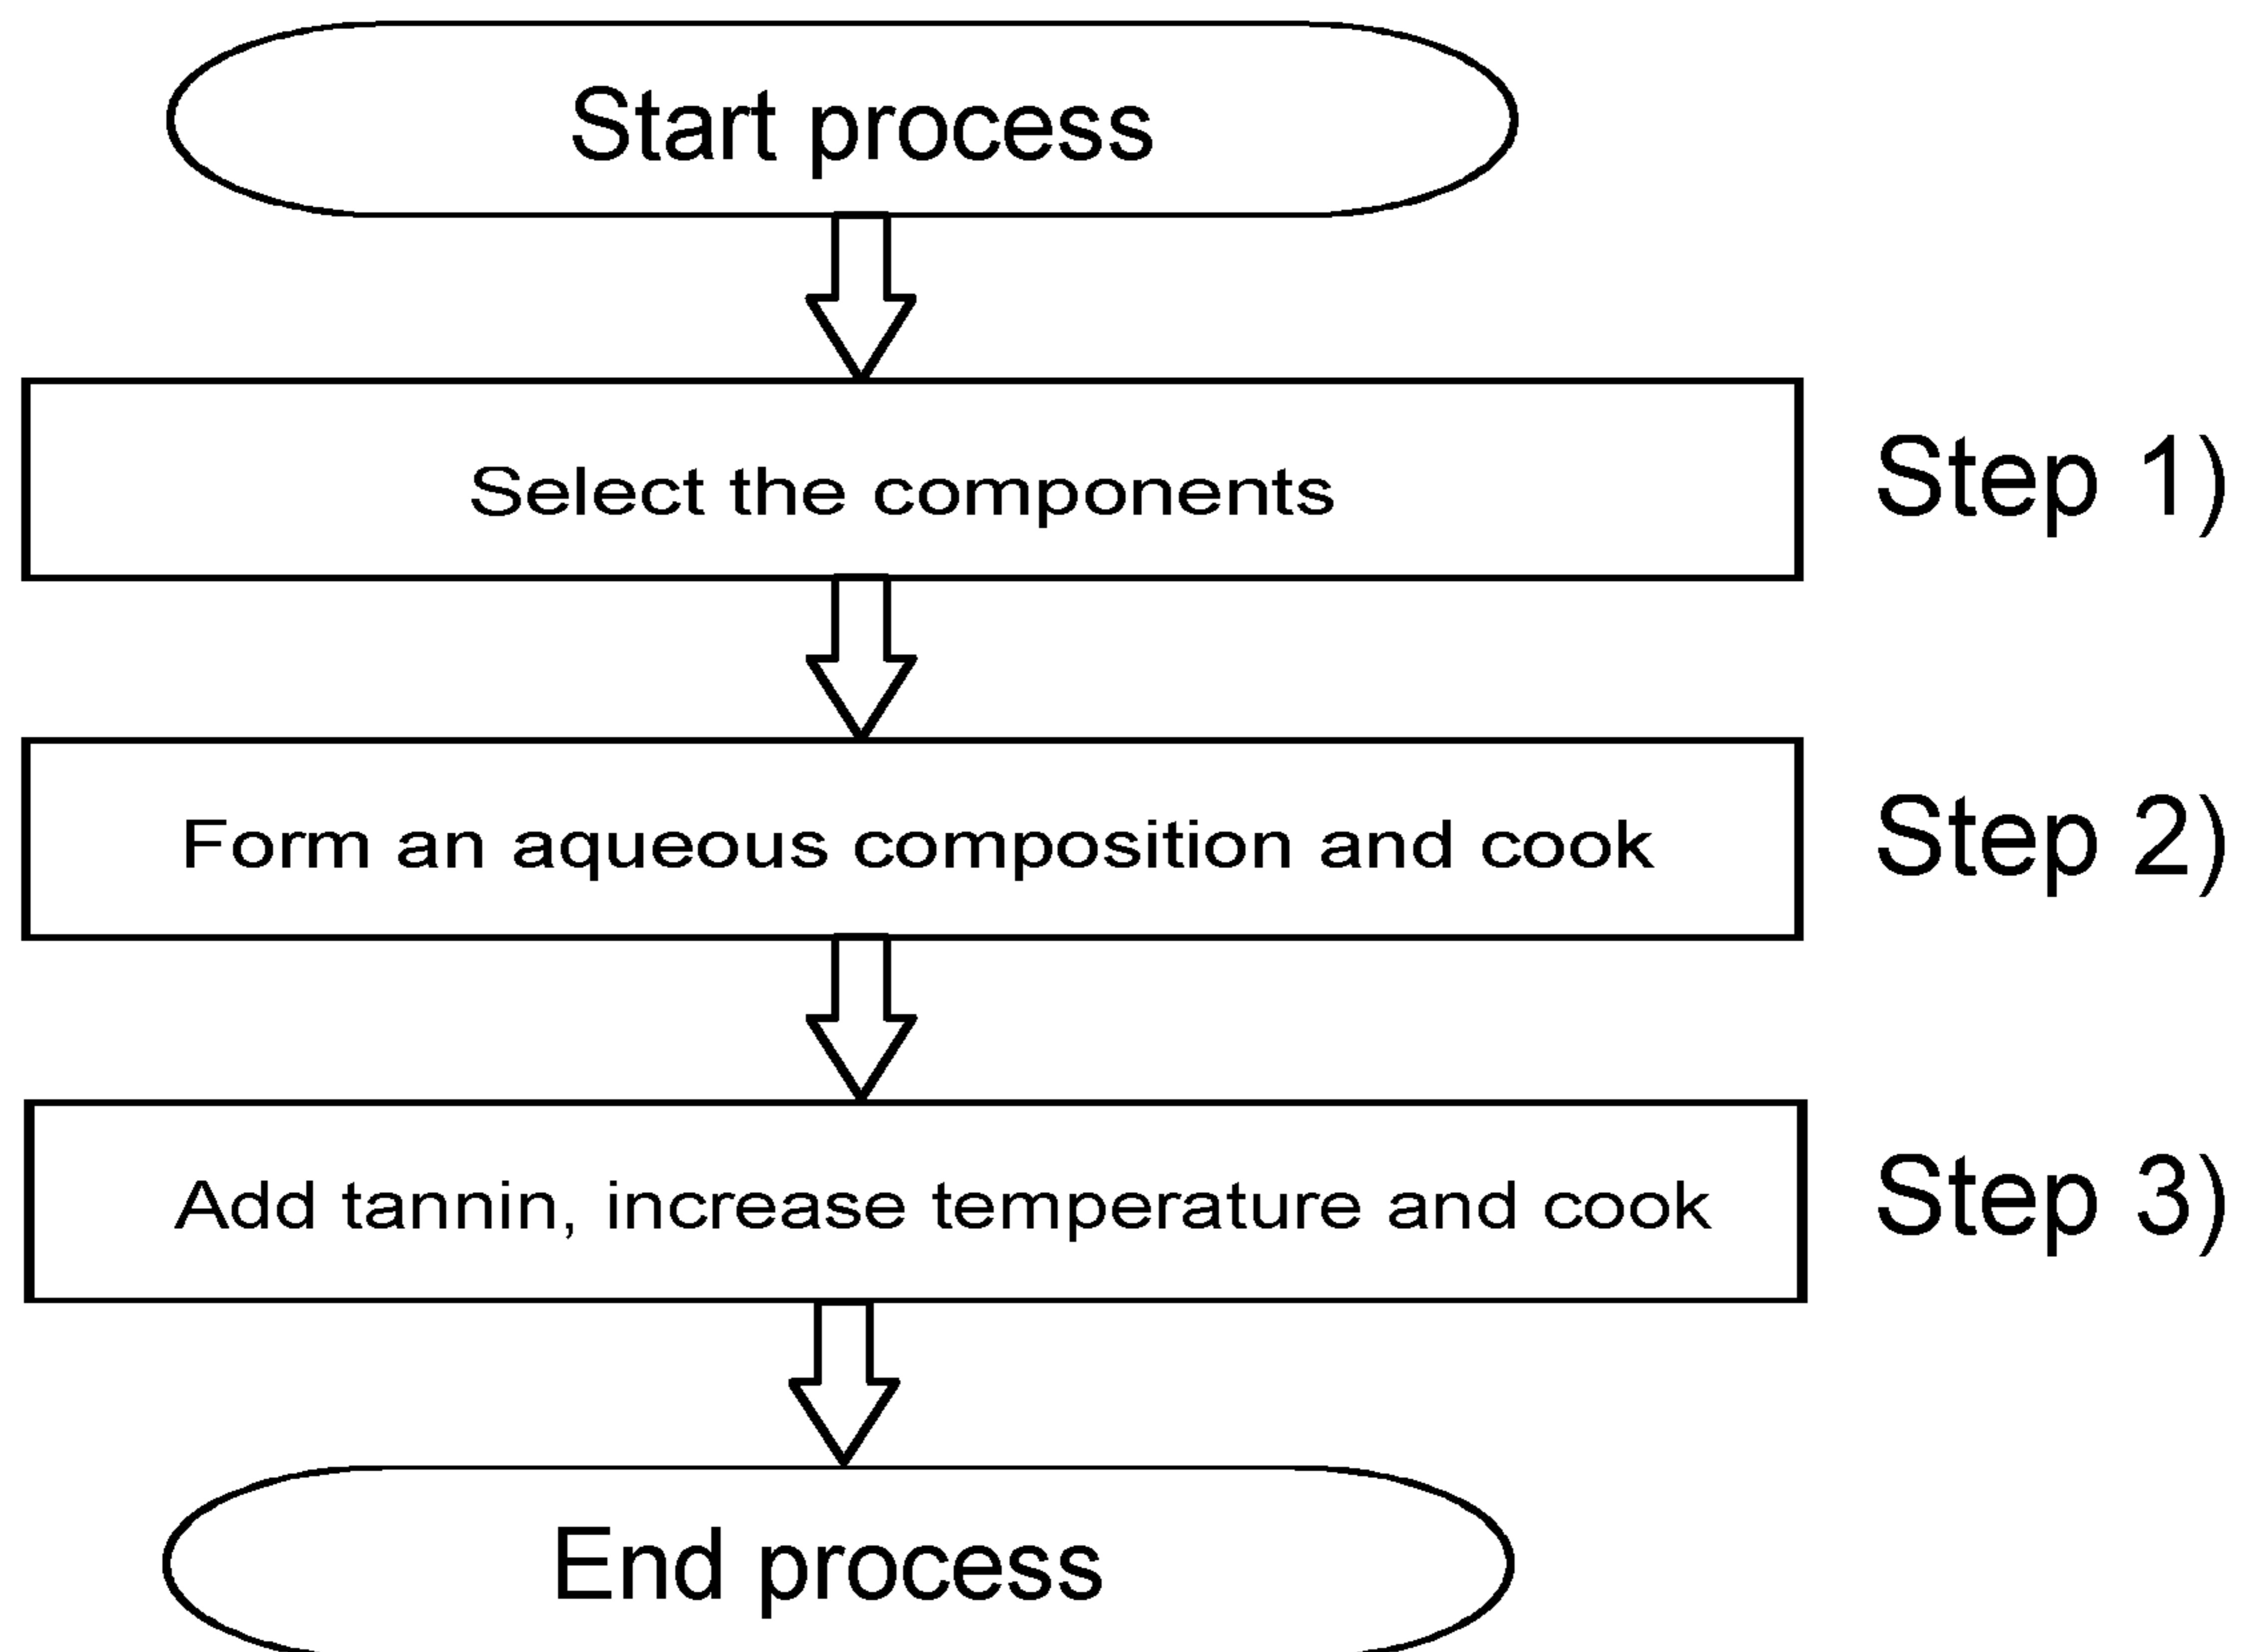 Start process
Select the components
Step 1)
Form an aqueous composition and cook
Step 2)
Add tannin, increase temperature and cook
Step 3)
End process